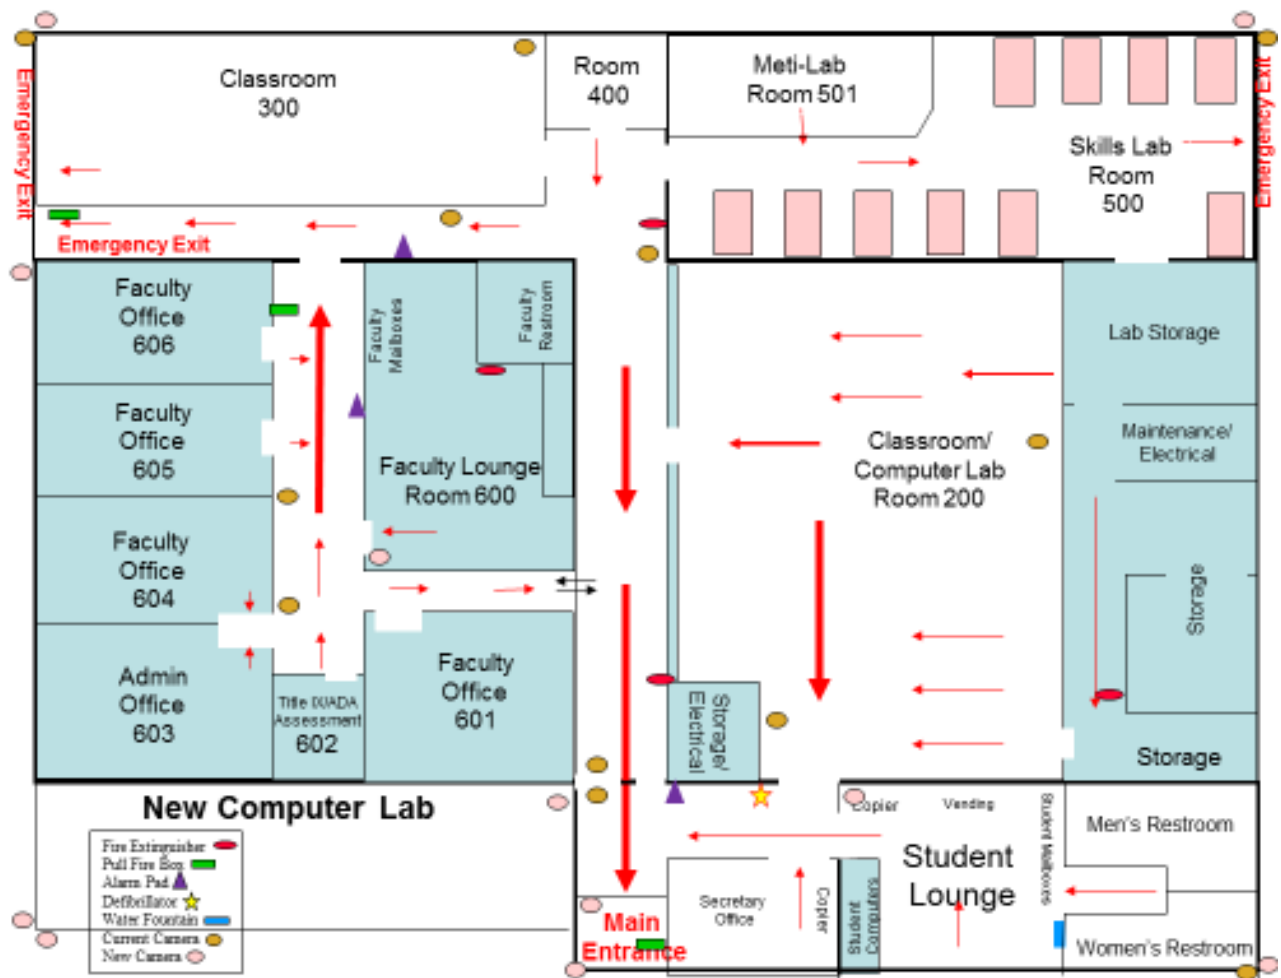 Classroom
300
Room
400
Meti-Lab
Room 501
Skills Lab
Room
500
Emergency Exit
Emergency Exit
Emergency Exit
Faculty
Office
606
Faculty
Mailboxes
Faculty
Restroom
Lab Storage
Faculty
Office
605
Faculty Lounge
Room 600
Classroom/
Computer Lab
Room 200
Maintenance/
Electrical
Faculty
Office
604
Storage
Admin
Office
603
Title IX/ADA
Assessment
602
Faculty
Office
601
Storage/
Electrical
Storage
New Computer Lab
Fire Extinguisher
Pull Fire Box
Alarm Pad
Defibrillator
Water Fountain
Current Camera
New Camera
Copier
Vending
Student Mailboxes
Men's Restroom
Student
Lounge
Secretary
Office
Copier
Student
Computers
Main
Entrance
Women's Restroom